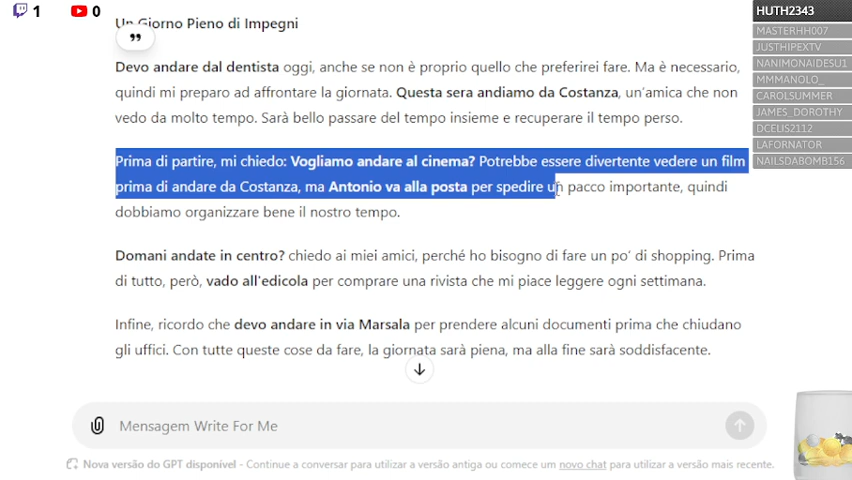 1
0
Un Giorno Pieno di Impegni
Devo andare dal dentista oggi, anche se non è proprio quello che preferirei fare. Ma è necessario,
quindi mi preparo ad affrontare la giornata. Questa sera andiamo da Costanza, un'amica che non
vedo da molto tempo. Sarà bello passare del tempo insieme e recuperare il tempo perso.
Prima di partire, mi chiedo: Vogliamo andare al cinema? Potrebbe essere divertente vedere un film
prima di andare da Costanza, ma Antonio va alla posta per spedire un pacco importante, quindi
dobbiamo organizzare bene il nostro tempo.
Domani andate in centro? chiedo ai miei amici, perché ho bisogno di fare un po' di shopping. Prima
di tutto, però, vado all'edicola per comprare una rivista che mi piace leggere ogni settimana.
Infine, ricordo che devo andare in via Marsala per prendere alcuni documenti prima che chiudano
gli uffici. Con tutte queste cose da fare, la giornata sarà piena, ma alla fine sarà soddisfacente.
Mensagem Write For Me
Nova versão do GPT disponível - Continue a conversar para utilizar a versão antiga ou comece um novo chat para utilizar a versão mais recente.
HUTH2343
MASTERHH007
JUSTHIPEXTV
NANIMONAIDESU1
MMMANOLO_
CAROLSUMMER
JAMES_DOROTHY
DCELIS2112
LAFORNATOR
NAILSDABOMB156